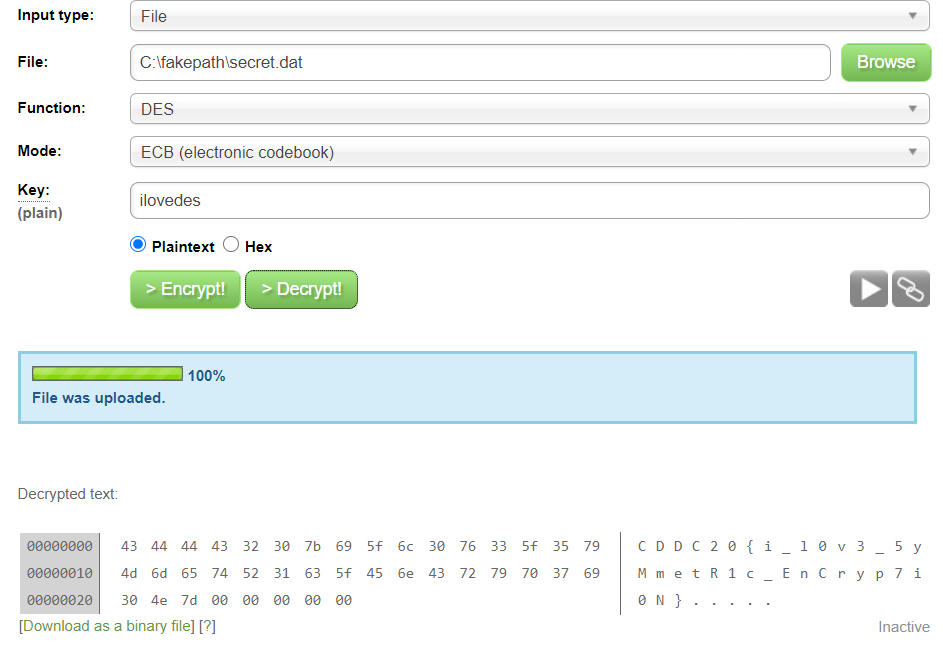 Input type: File
File: C:\fakepath\secret.dat Browse
Function: DES
Mode: ECB (electronic codebook)
Key: ilovedes
(plain)
Plaintext Hex
> Encrypt! > Decrypt!
100%
File was uploaded.
Decrypted text:
00000000 43 44 44 43 32 30 7b 69 5f 6c 30 76 33 5f 35 79 C D D C 2 0 { i _ l 0 v 3 _ 5 y
00000010 4d 6d 65 74 52 31 63 5f 45 6e 43 72 79 70 37 69 M m e t R 1 c _ E n C r y p 7 i
00000020 30 4e 7d 00 00 00 00 00 0 N } . . . . .
[Download as a binary file] [?]
Inactive